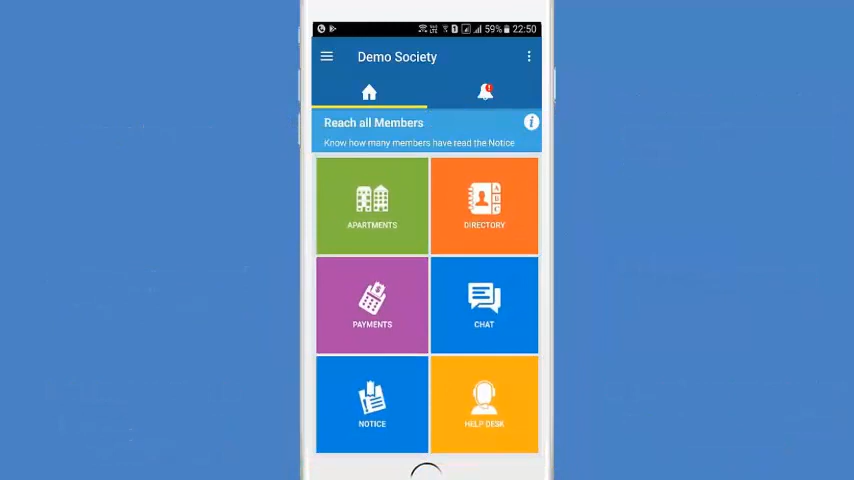 59% 22:50
Demo Society
Reach all Members
Know how many members have read the Notice
APARTMENTS
DIRECTORY
A
B
C
PAYMENTS
CHAT
NOTICE
HELP DESK